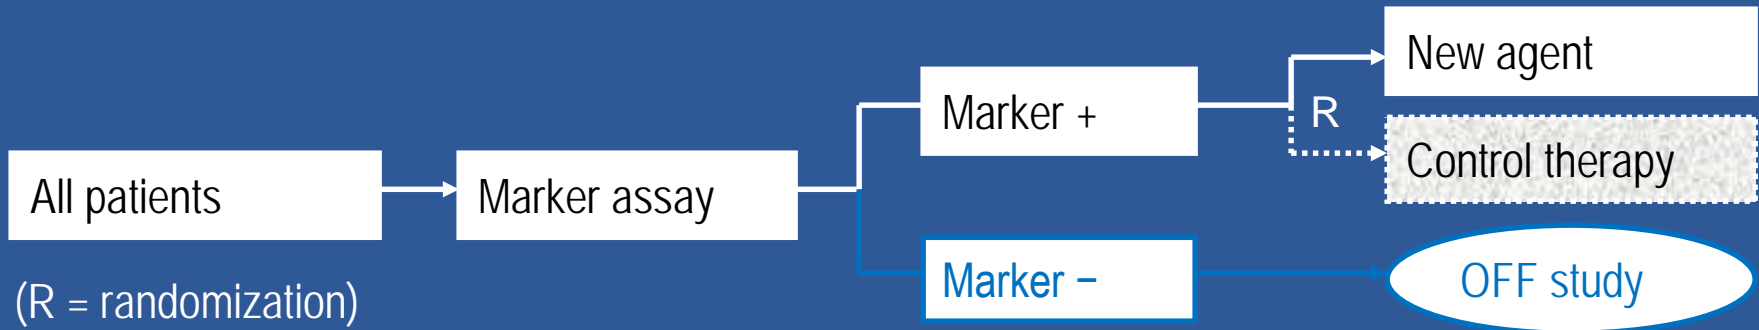 All patients
Marker assay
Marker +
R
New agent
Control therapy
Marker −
OFF study
(R = randomization)